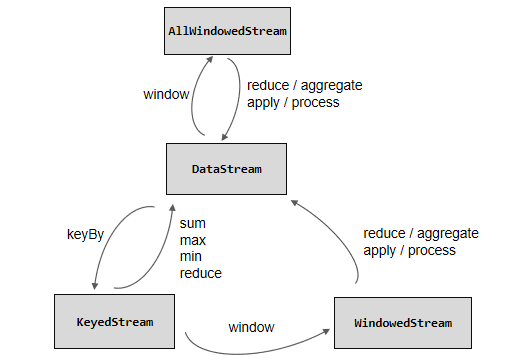 AllWindowedStream
window
reduce / aggregate
apply / process
DataStream
keyBy
sum
max
min
reduce
reduce / aggregate
apply / process
KeyedStream
window
WindowedStream